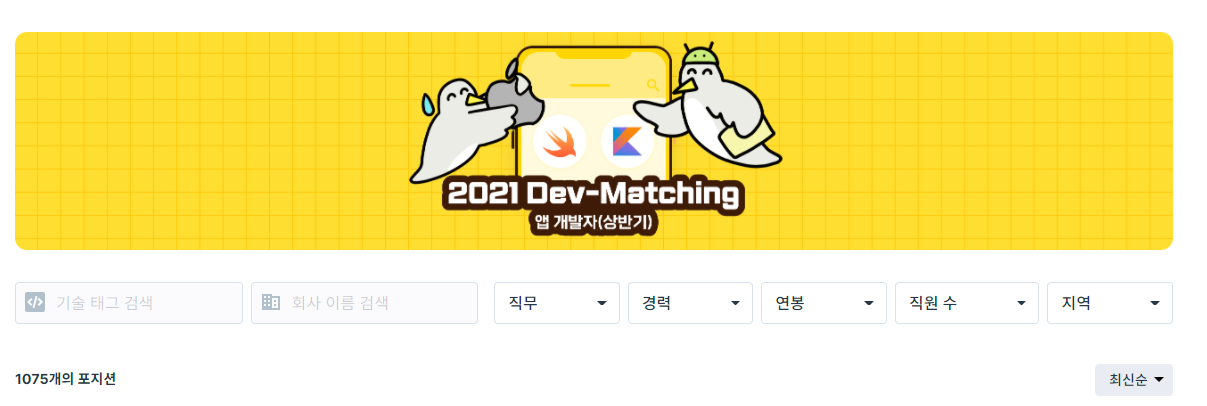 2021 Dev-Matching
앱 개발자(상반기)
기술 태그 검색 회사 이름 검색 직무 경력 연봉 직원 수 지역
1075개의 포지션 최신순